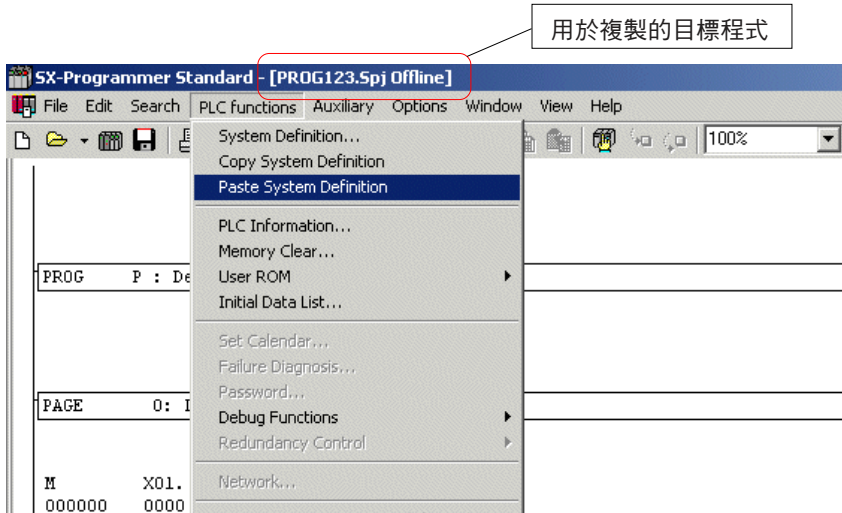 用於複製的目標程式
SX-Programmer Standard - [PROG123.Spj Offline]
File Edit Search PLC functions Auxiliary Options Window View Help
100%
System Definition...
Copy System Definition
Paste System Definition
PLC Information...
Memory Clear...
PROG P : De
User ROM
Initial Data List...
Set Calendar...
Failure Diagnosis...
Password...
PAGE 0: I
Debug Functions
Redundancy Control
Network...
M X01.
000000 0000